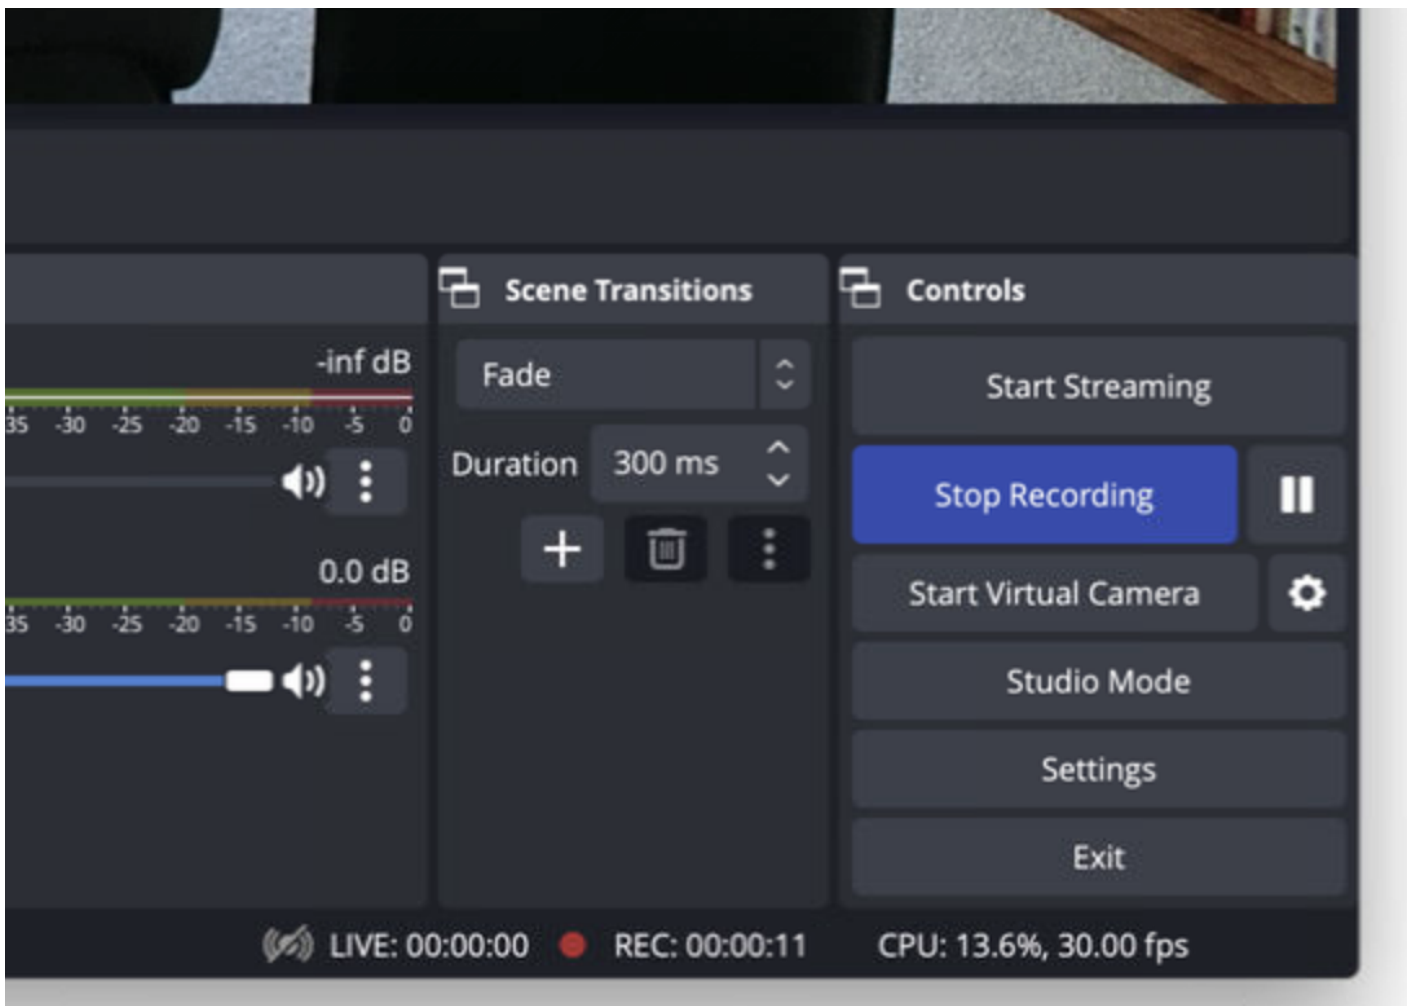 Scene Transitions
Controls
-inf dB
Fade
Start Streaming
35 -30 -25 -20 -15 -10 -5 0
Duration 300 ms
Stop Recording
0.0 dB
Start Virtual Camera
35 -30 -25 -20 -15 -10 -5 0
Studio Mode
Settings
Exit
LIVE: 00:00:00 REC: 00:00:11 CPU: 13.6%, 30.00 fps